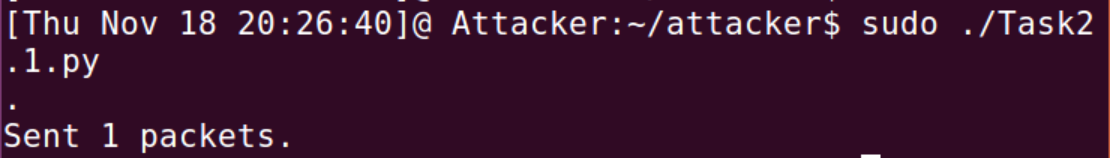 [Thu Nov 18 20:26:40]@ Attacker:~/attacker$ sudo ./Task2
.1.py
.
Sent 1 packets.